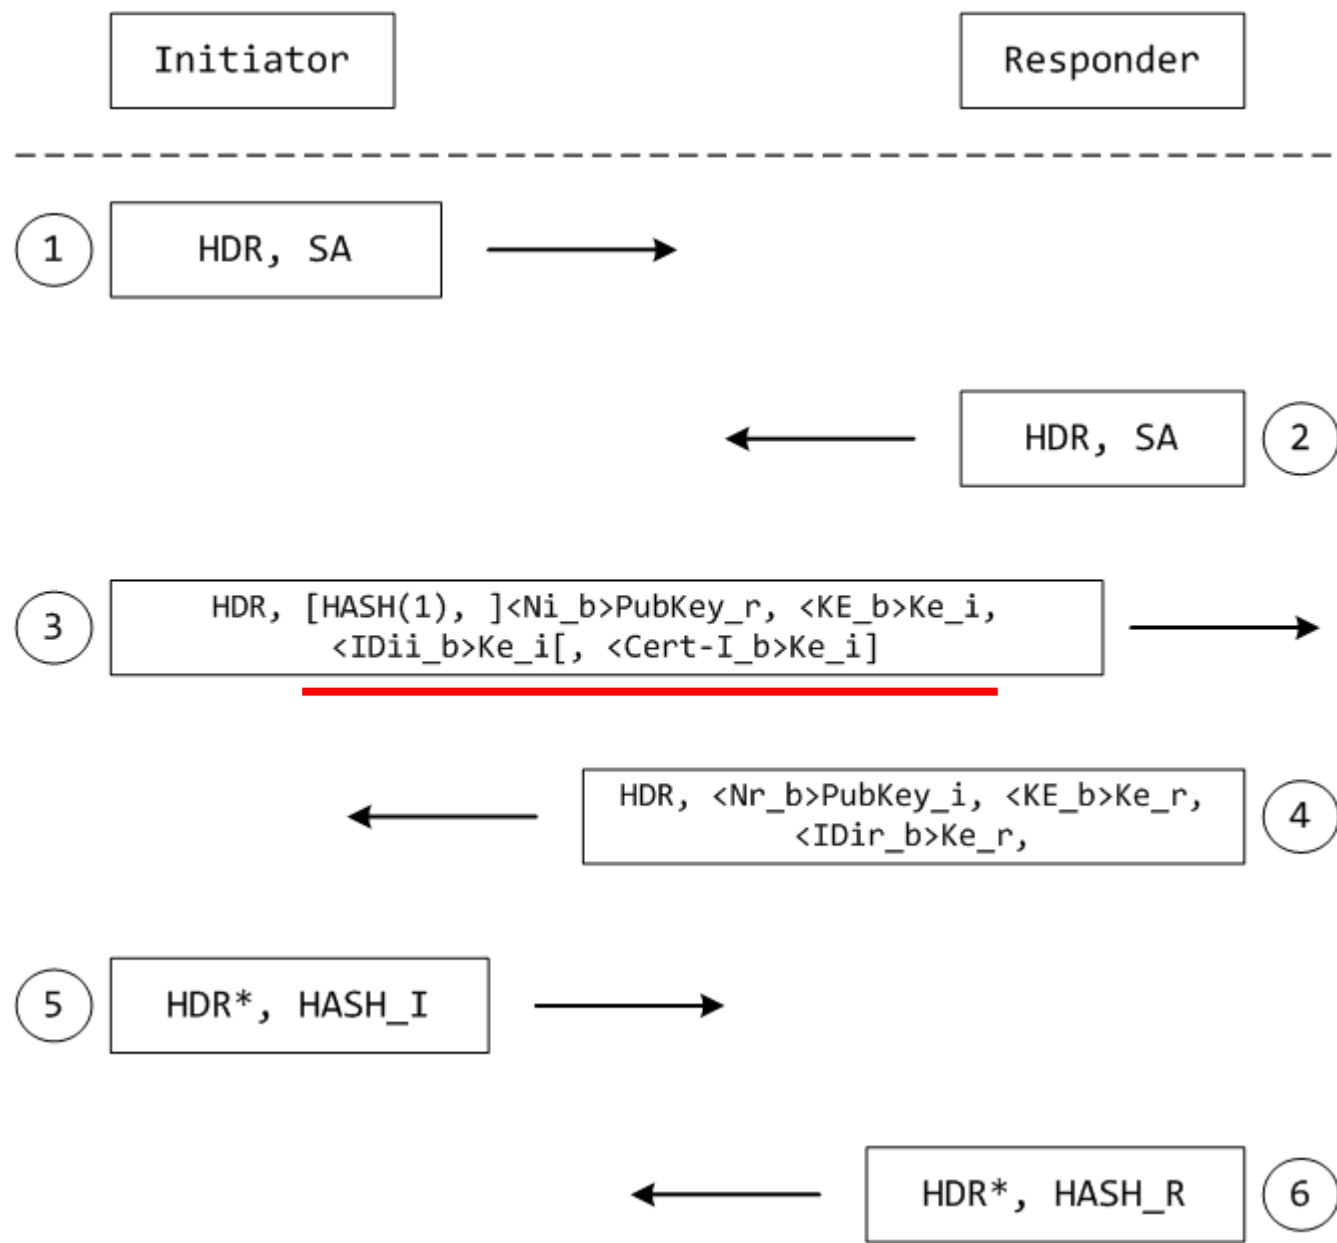 Initiator
Responder
1
HDR, SA
HDR, SA
2
3
HDR, [HASH(1), ]<Ni_b>PubKey_r, <KE_b>Ke_i,
<IDii_b>Ke_i[, <Cert-I_b>Ke_i]
HDR, <Nr_b>PubKey_i, <KE_b>Ke_r,
<IDir_b>Ke_r,
4
5
HDR*, HASH_I
HDR*, HASH_R
6